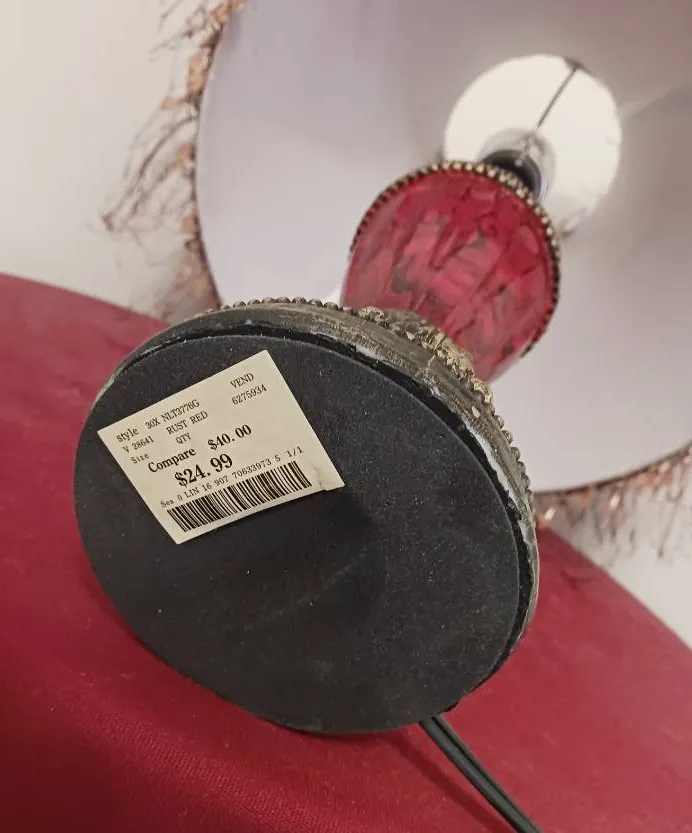 style 30X NLT3776G VEND
V 28641 RUST RED 6275934
Size QTY
Compare $40.00
$24.99
Sea 0 LIN 16 907 70633973 5 1/1